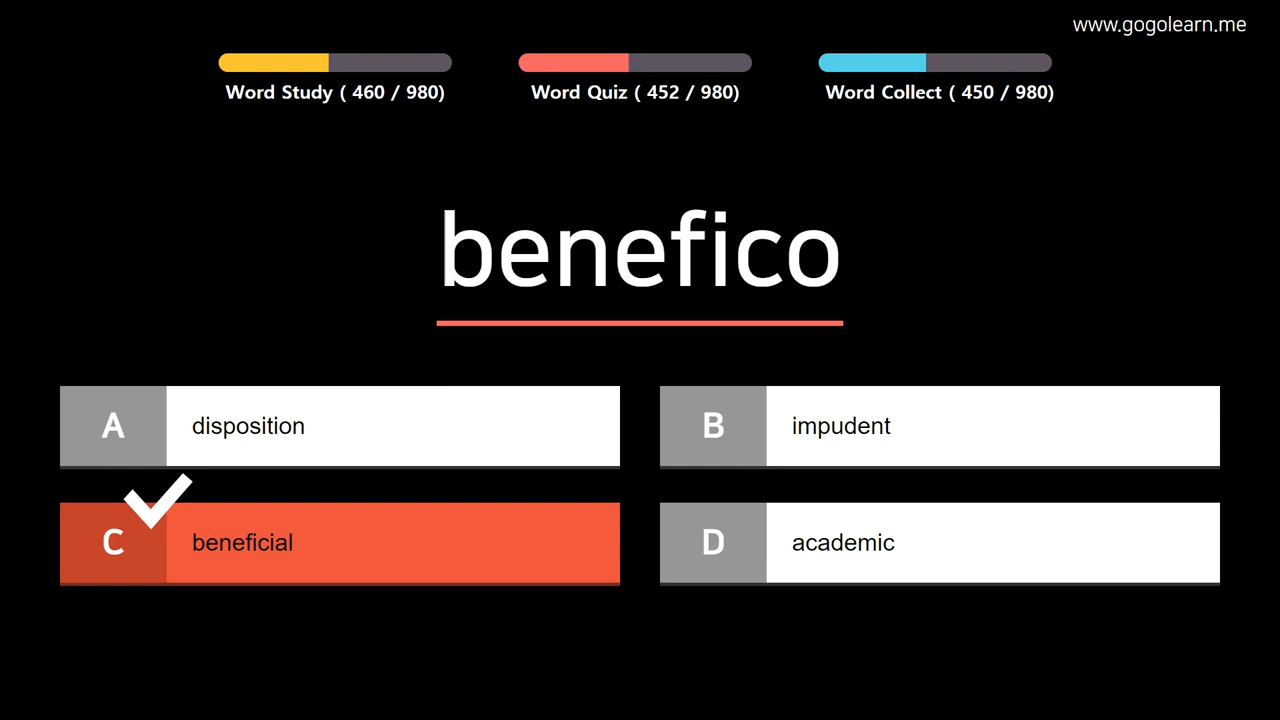 www.gogolearn.me
Word Study ( 460 / 980)
Word Quiz ( 452 / 980)
Word Collect ( 450 / 980)
benefico
A disposition
B impudent
C beneficial
D academic